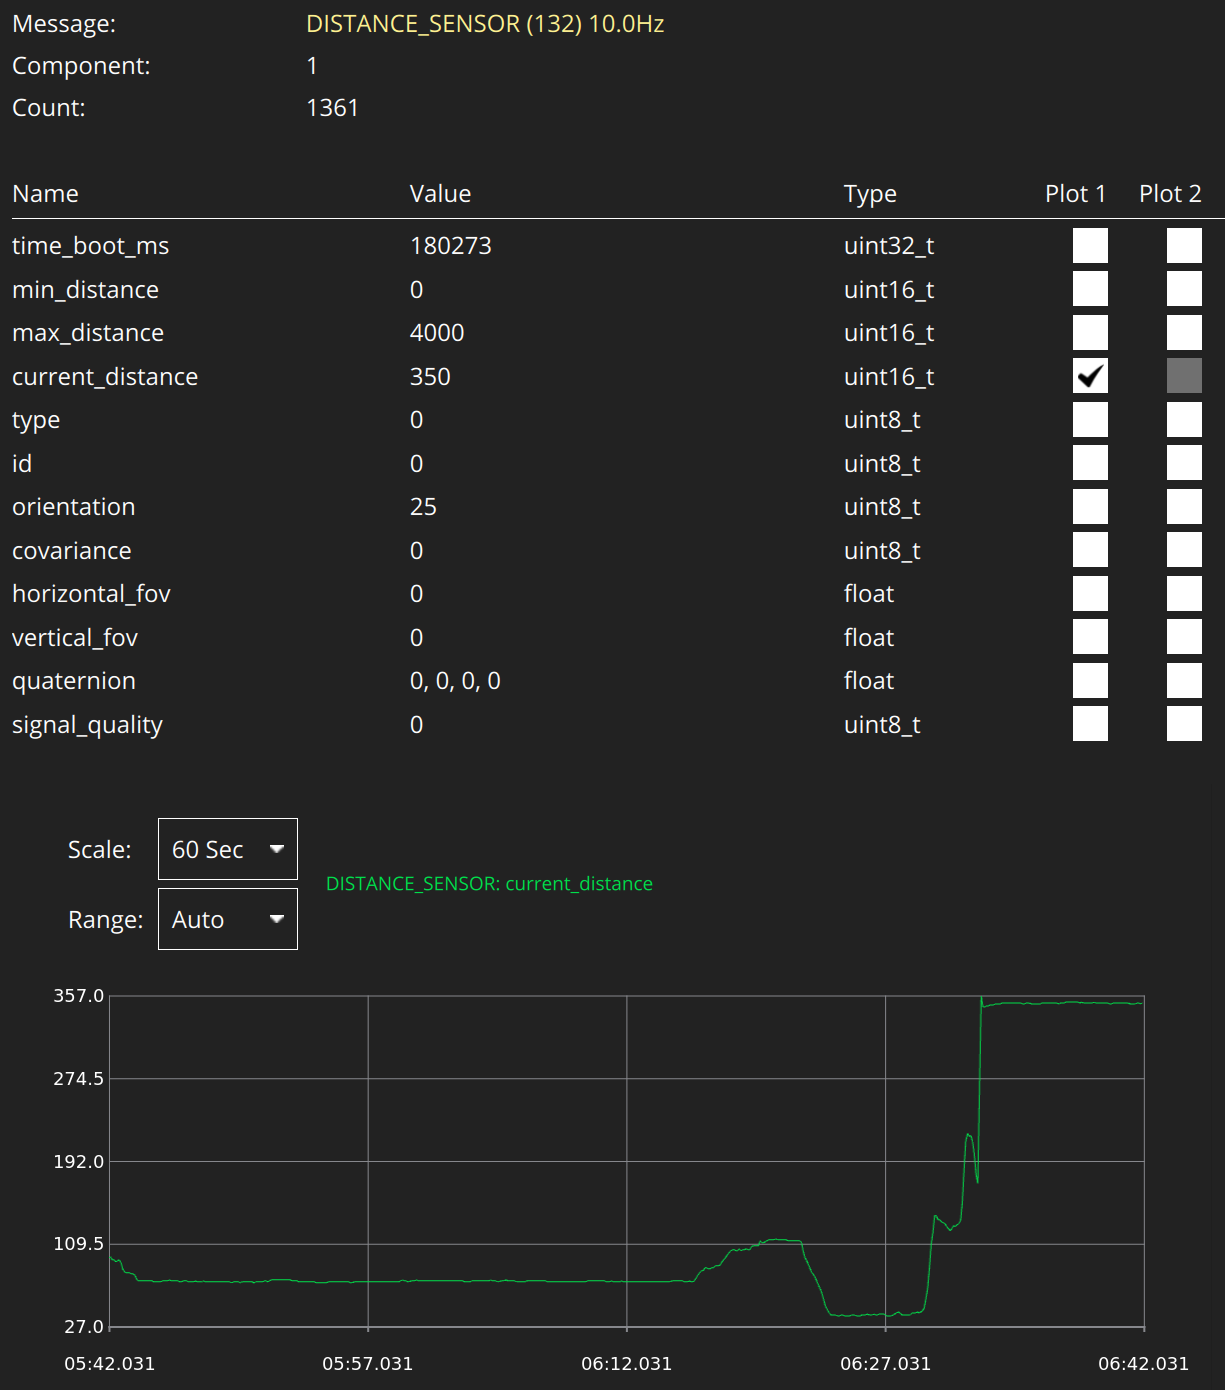 Message: DISTANCE_SENSOR (132) 10.0Hz
Component: 1
Count: 1361
Name Value Type Plot 1 Plot 2
time_boot_ms 180273 uint32_t
min_distance 0 uint16_t
max_distance 4000 uint16_t
current_distance 350 uint16_t
type 0 uint8_t
id 0 uint8_t
orientation 25 uint8_t
covariance 0 uint8_t
horizontal_fov 0 float
vertical_fov 0 float
quaternion 0, 0, 0, 0 float
signal_quality 0 uint8_t
Scale: 60 Sec
DISTANCE_SENSOR: current_distance
Range: Auto
357.0
274.5
192.0
109.5
27.0
05:42.031 05:57.031 06:12.031 06:27.031 06:42.031